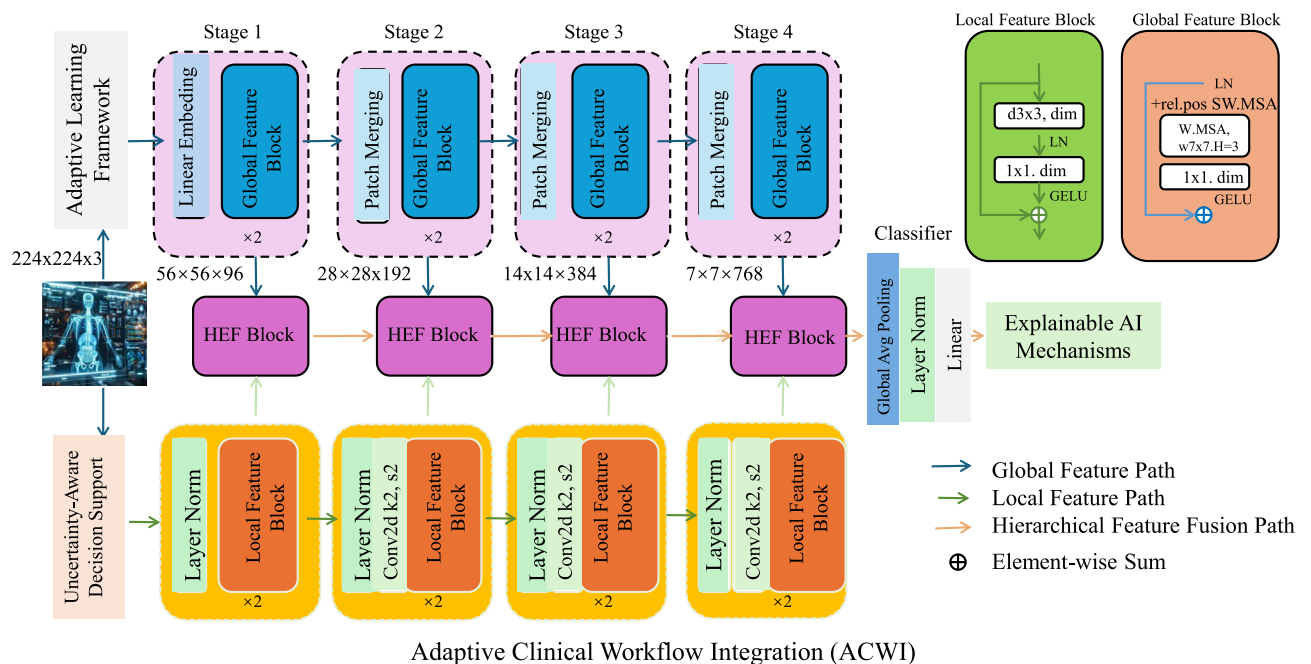 Stage 1
Stage 2
Stage 3
Stage 4
Local Feature Block
Global Feature Block
Adaptive Learning
Framework
Linear Embeding
Global Feature
Block
×2
Patch Merging
Global Feature
Block
×2
Patch Merging
Global Feature
Block
×2
Patch Merging
Global Feature
Block
×2
d3x3, dim
LN
1x1. dim
GELU
LN
+rel.pos SW.MSA
W.MSA,
w7x7.H=3
1x1. dim
GELU
224x224x3
56×56×96
28×28x192
14x14×384
7×7×768
Classifier
HEF Block
HEF Block
HEF Block
HEF Block
Global Avg Pooling
Layer Norm
Linear
Explainable AI
Mechanisms
Uncertainty-Aware
Decision Support
Layer Norm
Local Feature
Block
×2
Layer Norm
Conv2d k2, s2
Local Feature
Block
×2
Layer Norm
Conv2d k2, s2
Local Feature
Block
×2
Layer Norm
Conv2d k2, s2
Local Feature
Block
×2
Global Feature Path
Local Feature Path
Hierarchical Feature Fusion Path
Element-wise Sum
Adaptive Clinical Workflow Integration (ACWI)